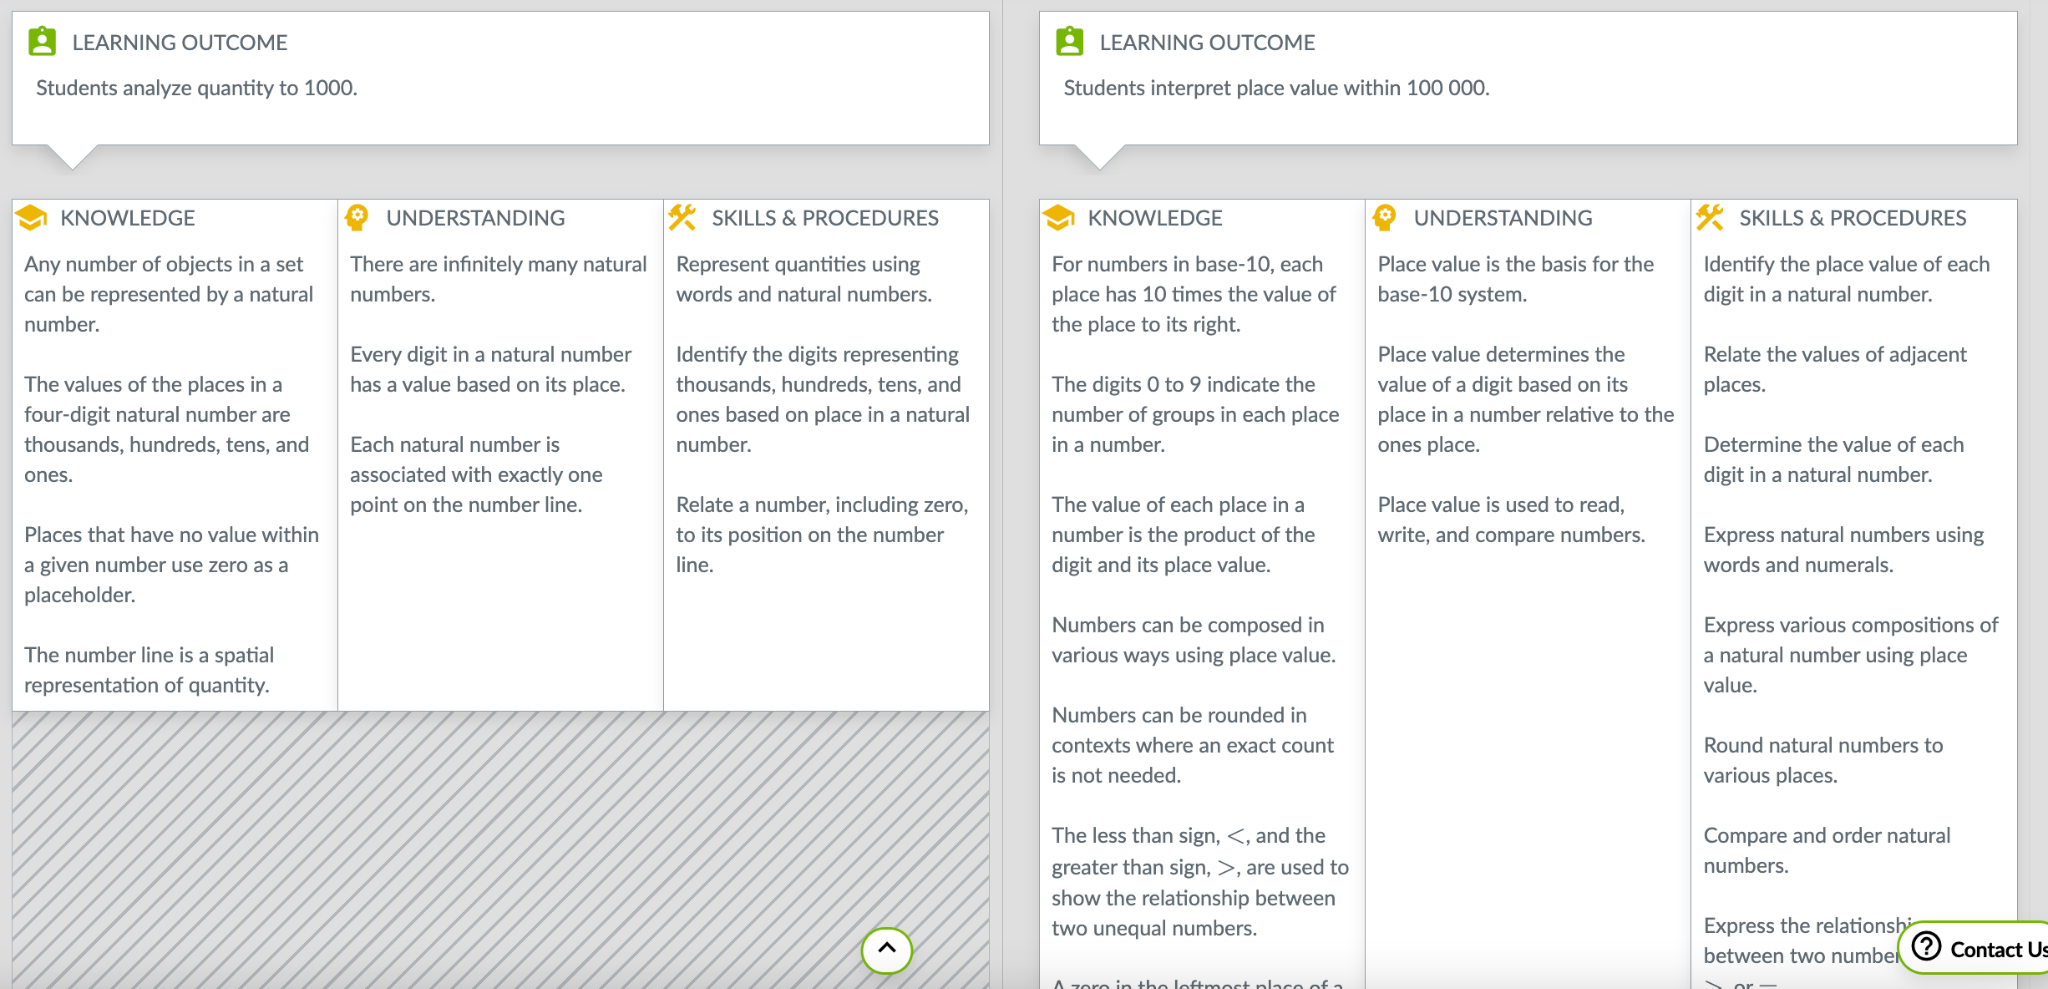 LEARNING OUTCOME
Students analyze quantity to 1000.
KNOWLEDGE
Any number of objects in a set
can be represented by a natural
number.
The values of the places in a
four-digit natural number are
thousands, hundreds, tens, and
ones.
Places that have no value within
a given number use zero as a
placeholder.
The number line is a spatial
representation of quantity.
UNDERSTANDING
There are infinitely many natural
numbers.
Every digit in a natural number
has a value based on its place.
Each natural number is
associated with exactly one
point on the number line.
SKILLS & PROCEDURES
Represent quantities using
words and natural numbers.
Identify the digits representing
thousands, hundreds, tens, and
ones based on place in a natural
number.
Relate a number, including zero,
to its position on the number
line.
LEARNING OUTCOME
Students interpret place value within 100 000.
KNOWLEDGE
For numbers in base-10, each
place has 10 times the value of
the place to its right.
The digits 0 to 9 indicate the
number of groups in each place
in a number.
The value of each place in a
number is the product of the
digit and its place value.
Numbers can be composed in
various ways using place value.
Numbers can be rounded in
contexts where an exact count
is not needed.
The less than sign, <, and the
greater than sign, >, are used to
show the relationship between
two unequal numbers.
A zero in the leftmost place of a
UNDERSTANDING
Place value is the basis for the
base-10 system.
Place value determines the
value of a digit based on its
place in a number relative to the
ones place.
Place value is used to read,
write, and compare numbers.
SKILLS & PROCEDURES
Identify the place value of each
digit in a natural number.
Relate the values of adjacent
places.
Determine the value of each
digit in a natural number.
Express natural numbers using
words and numerals.
Express various compositions of
a natural number using place
value.
Round natural numbers to
various places.
Compare and order natural
numbers.
Express the
between two
>, or =
Contact Us